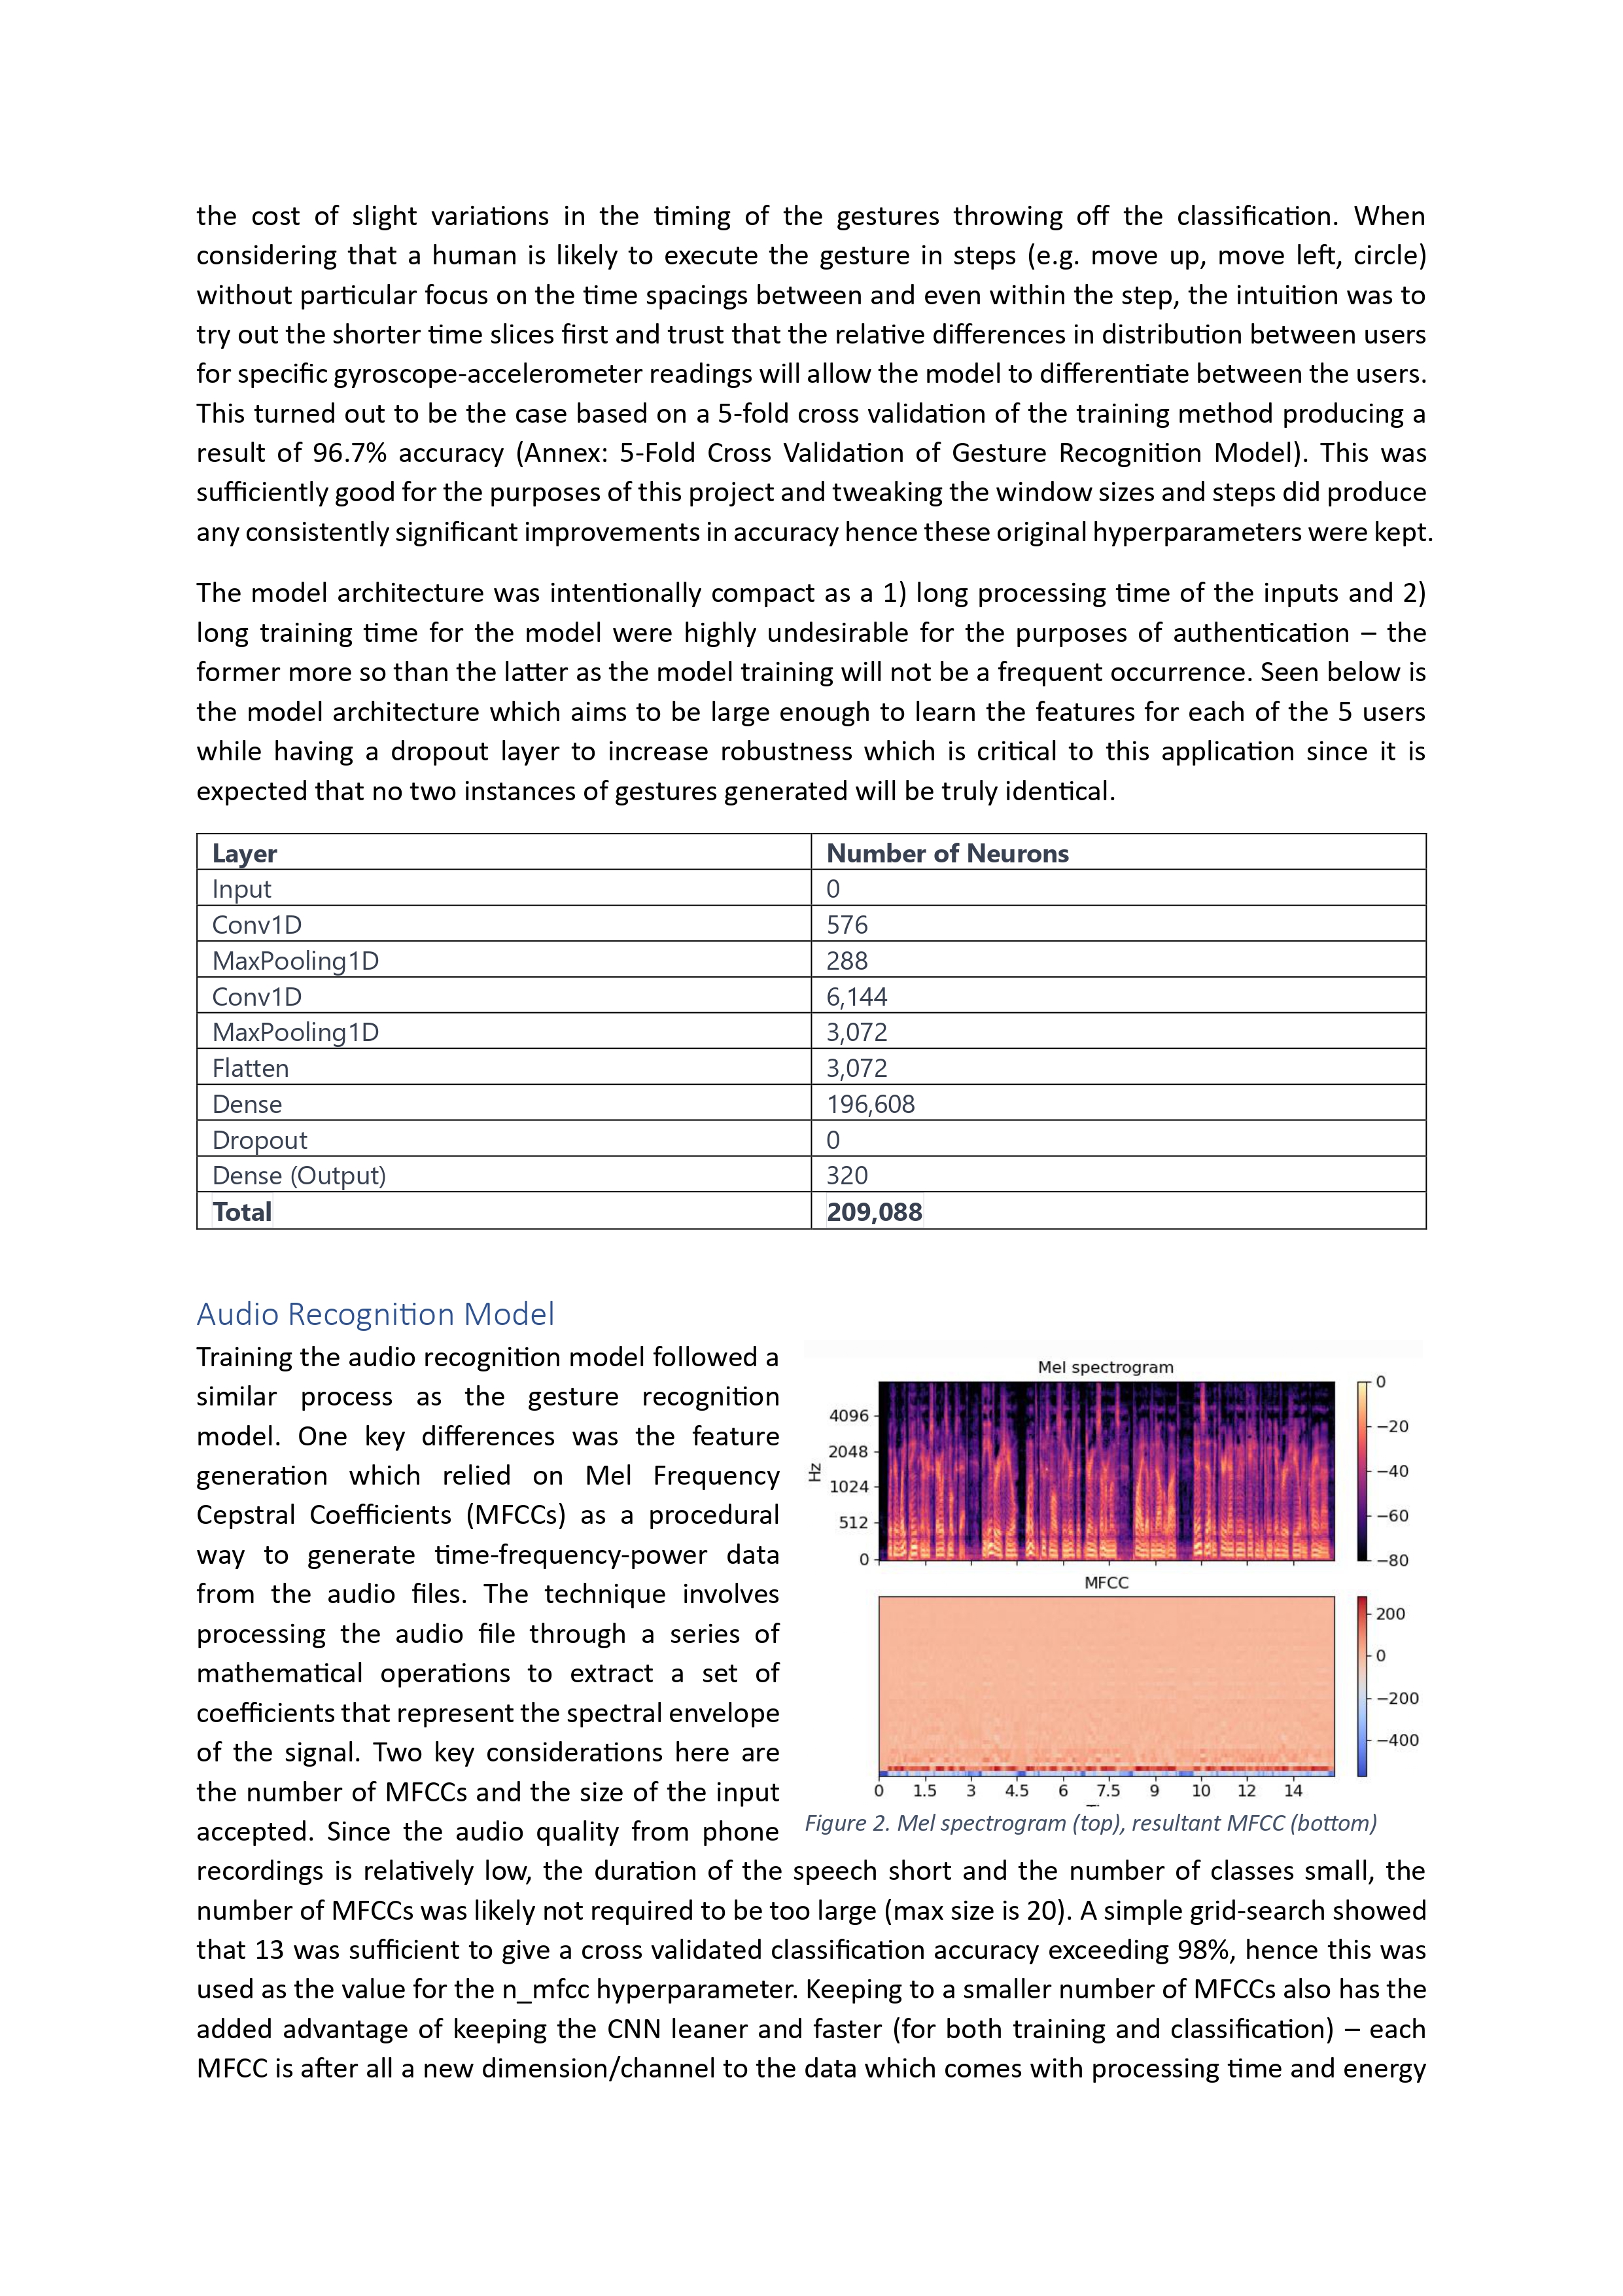 the cost of slight variations in the timing of the gestures throwing off the classification. When
considering that a human is likely to execute the gesture in steps (e.g. move up, move left, circle)
without particular focus on the time spacings between and even within the step, the intuition was to
try out the shorter time slices first and trust that the relative differences in distribution between users
for specific gyroscope-accelerometer readings will allow the model to differentiate between the users.
This turned out to be the case based on a 5-fold cross validation of the training method producing a
result of 96.7% accuracy (Annex: 5-Fold Cross Validation of Gesture Recognition Model). This was
sufficiently good for the purposes of this project and tweaking the window sizes and steps did produce
any consistently significant improvements in accuracy hence these original hyperparameters were kept.
The model architecture was intentionally compact as a 1) long processing time of the inputs and 2)
long training time for the model were highly undesirable for the purposes of authentication – the
former more so than the latter as the model training will not be a frequent occurrence. Seen below is
the model architecture which aims to be large enough to learn the features for each of the 5 users
while having a dropout layer to increase robustness which is critical to this application since it is
expected that no two instances of gestures generated will be truly identical.
Layer Number of Neurons
Input 0
Conv1D 576
MaxPooling1D 288
Conv1D 6,144
MaxPooling1D 3,072
Flatten 3,072
Dense 196,608
Dropout 0
Dense (Output) 320
Total 209,088
Audio Recognition Model
Training the audio recognition model followed a
similar process as the gesture recognition
model. One key differences was the feature
generation which relied on Mel Frequency
Cepstral Coefficients (MFCCs) as a procedural
way to generate time-frequency-power data
from the audio files. The technique involves
processing the audio file through a series of
mathematical operations to extract a set of
coefficients that represent the spectral envelope
of the signal. Two key considerations here are
the number of MFCCs and the size of the input
accepted. Since the audio quality from phone
Mel spectrogram
4096
2048
1024
512
0
Hz
0
−20
−40
−60
−80
MFCC
200
0
−200
−400
0 1.5 3 4.5 6 7.5 9 10 12 14
Figure 2. Mel spectrogram (top), resultant MFCC (bottom)
recordings is relatively low, the duration of the speech short and the number of classes small, the
number of MFCCs was likely not required to be too large (max size is 20). A simple grid-search showed
that 13 was sufficient to give a cross validated classification accuracy exceeding 98%, hence this was
used as the value for the n_mfcc hyperparameter. Keeping to a smaller number of MFCCs also has the
added advantage of keeping the CNN leaner and faster (for both training and classification) – each
MFCC is after all a new dimension/channel to the data which comes with processing time and energy